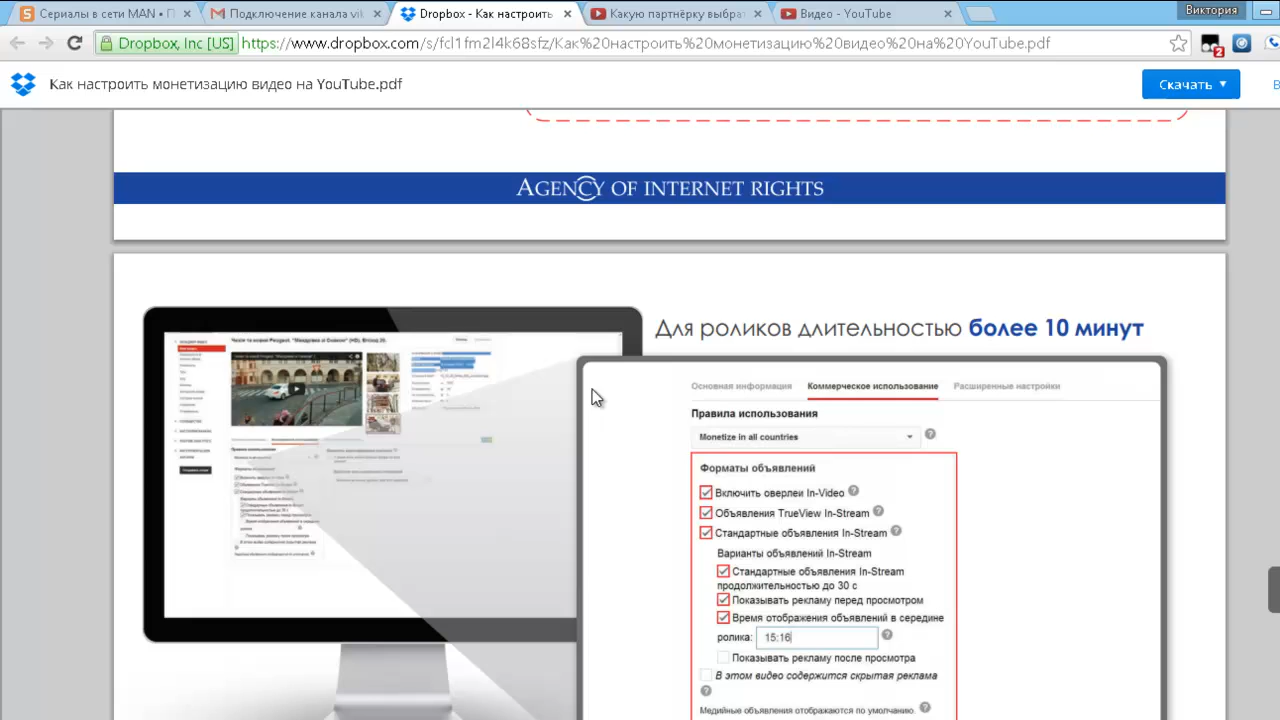 Сериальный MAN • П
Подключение канала vik
Dropbox - Как настроить
Какую партнёрку выбра
Видео - YouTube
Виктория
Dropbox, Inc [US]
https://www.dropbox.com/s/fcl1fm2l4k68sfz/Как%20настроить%20монетизацию%20видео%20на%20YouTube.pdf
2
Как настроить монетизацию видео на YouTube.pdf
Скачать
AGENCY OF INTERNET RIGHTS
Для роликов длительностью более 10 минут
Основная информация
Коммерческое использование
Расширенные настройки
Правила использования
Monetize in all countries
Форматы объявлений
Включить оверлеи In-Video
Объявления TrueView In-Stream
Стандартные объявления In-Stream
Варианты объявлений In-Stream
Стандартные объявления In-Stream
продолжительностью до 30 с
Показывать рекламу перед просмотром
Время отображения объявлений в середине
ролика: 15:16
Показывать рекламу после просмотра
В этом видео содержится скрытая реклама
Медийные объявления отображаются по умолчанию.